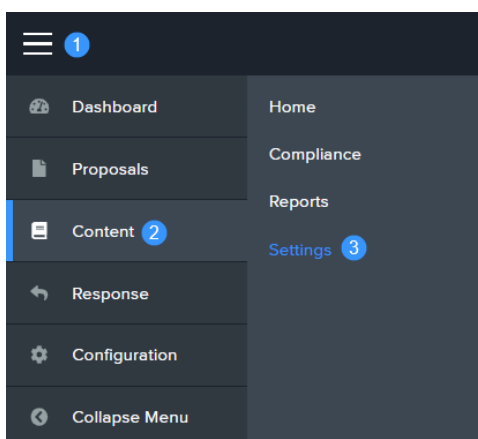 1
Dashboard
Proposals
Content 2
Response
Configuration
Collapse Menu
Home
Compliance
Reports
Settings 3